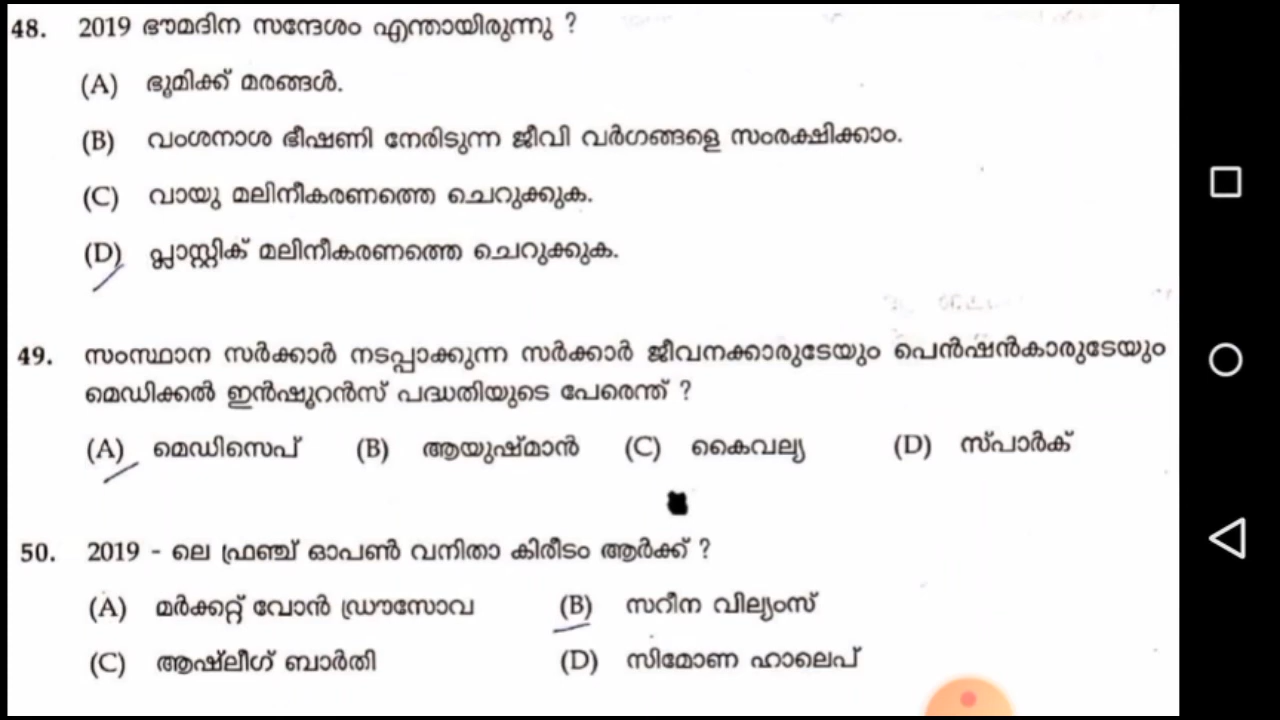 48. 2019 ഭൗമദിന സന്ദേശം എന്തായിരുന്നു ?
(A) ഭൂമിക്ക് മരങ്ങൾ.
(B) വംശനാശ ഭീഷണി നേരിടുന്ന ജീവി വർഗങ്ങളെ സംരക്ഷിക്കാം.
(C) വായു മലിനീകരണത്തെ ചെറുക്കുക.
(D) പ്ലാസ്റ്റിക് മലിനീകരണത്തെ ചെറുക്കുക.
49. സംസ്ഥാന സർക്കാർ നടപ്പാക്കുന്ന സർക്കാർ ജീവനക്കാരുടേയും പെൻഷൻകാരുടേയും
മെഡിക്കൽ ഇൻഷൂറൻസ് പദ്ധതിയുടെ പേരെന്ത് ?
(A) മെഡിസെപ് (B) ആയുഷ്മാൻ (C) കൈവല്യ (D) സ്പാർക്
50. 2019 - ലെ ഫ്രഞ്ച് ഓപൺ വനിതാ കിരീടം ആർക്ക് ?
(A) മർക്കറ്റ് വോൻ ഡ്രൗസോവ (B) സറീന വില്യംസ്
(C) ആഷ്ലീഗ് ബാർതി (D) സിമോണ ഹാലെപ്